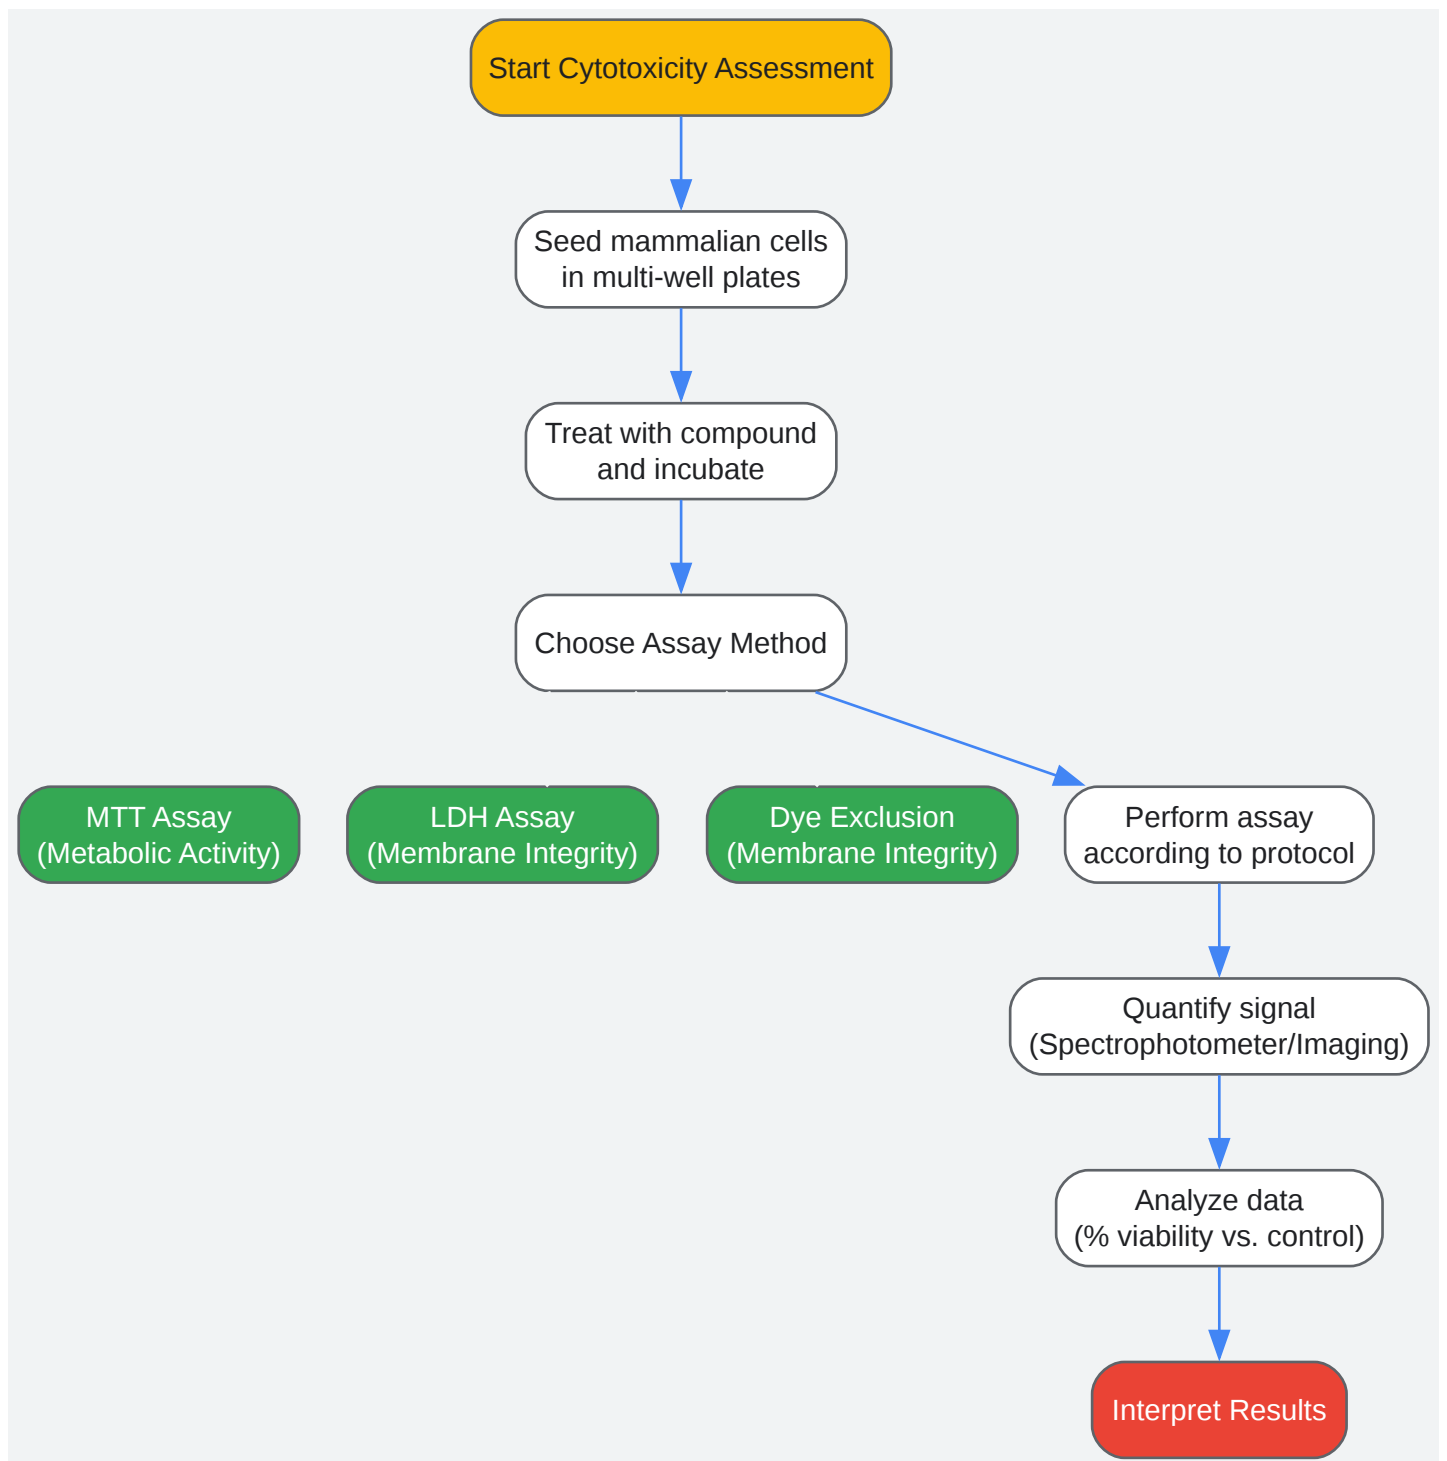 Start Cytotoxicity Assessment
Seed mammalian cells
in multi-well plates
Treat with compound
and incubate
Choose Assay Method
MTT Assay
(Metabolic Activity)
LDH Assay
(Membrane Integrity)
Dye Exclusion
(Membrane Integrity)
Perform assay
according to protocol
Quantify signal
(Spectrophotometer/Imaging)
Analyze data
(% viability vs. control)
Interpret Results